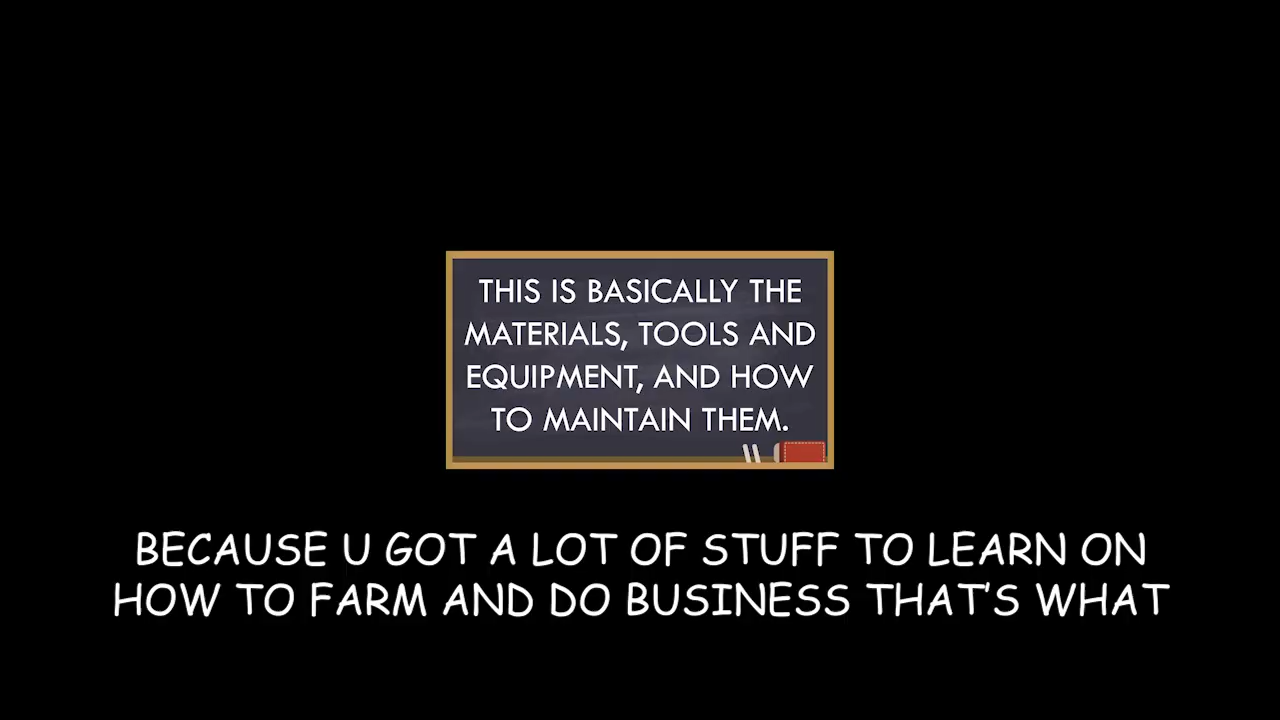 THIS IS BASICALLY THE
MATERIALS, TOOLS AND
EQUIPMENT, AND HOW
TO MAINTAIN THEM.
BECAUSE U GOT A LOT OF STUFF TO LEARN ON
HOW TO FARM AND DO BUSINESS THAT'S WHAT